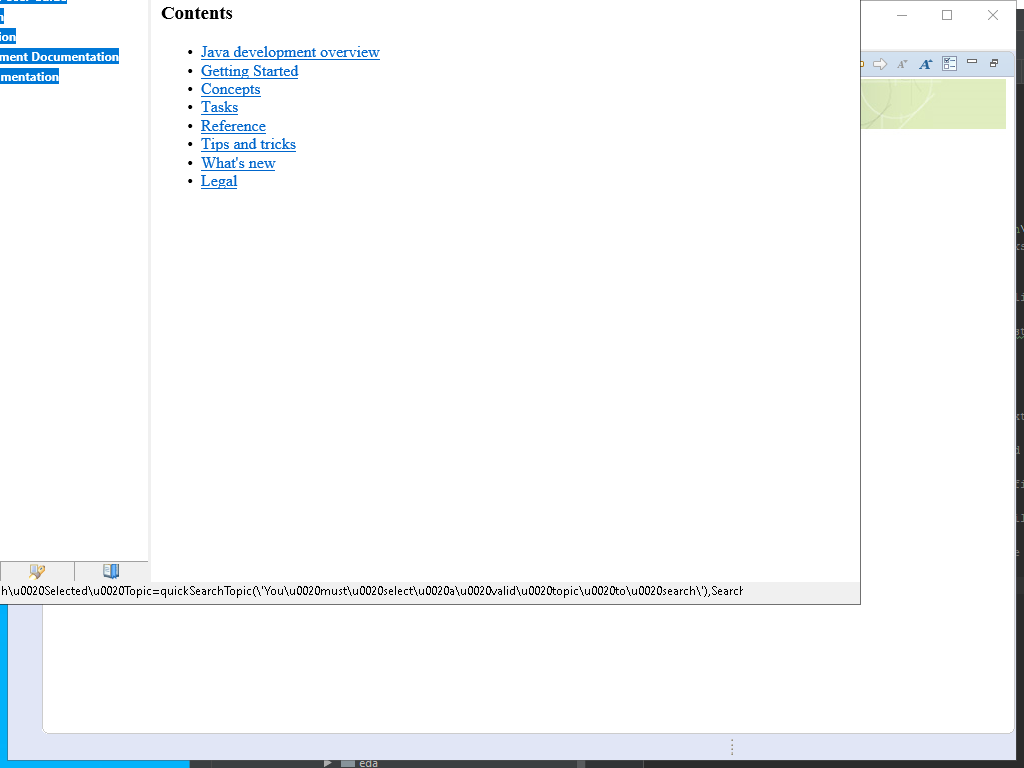 Contents
ion
ment Documentation
mentation
• Java development overview
• Getting Started
• Concepts
• Tasks
• Reference
• Tips and tricks
• What's new
• Legal
h\u0020Selected\u0020Topic=quickSearchTopic(\'You\u0020must\u0020select\u0020a\u0020valid\u0020topic\u0020to\u0020search\'),Search
eda